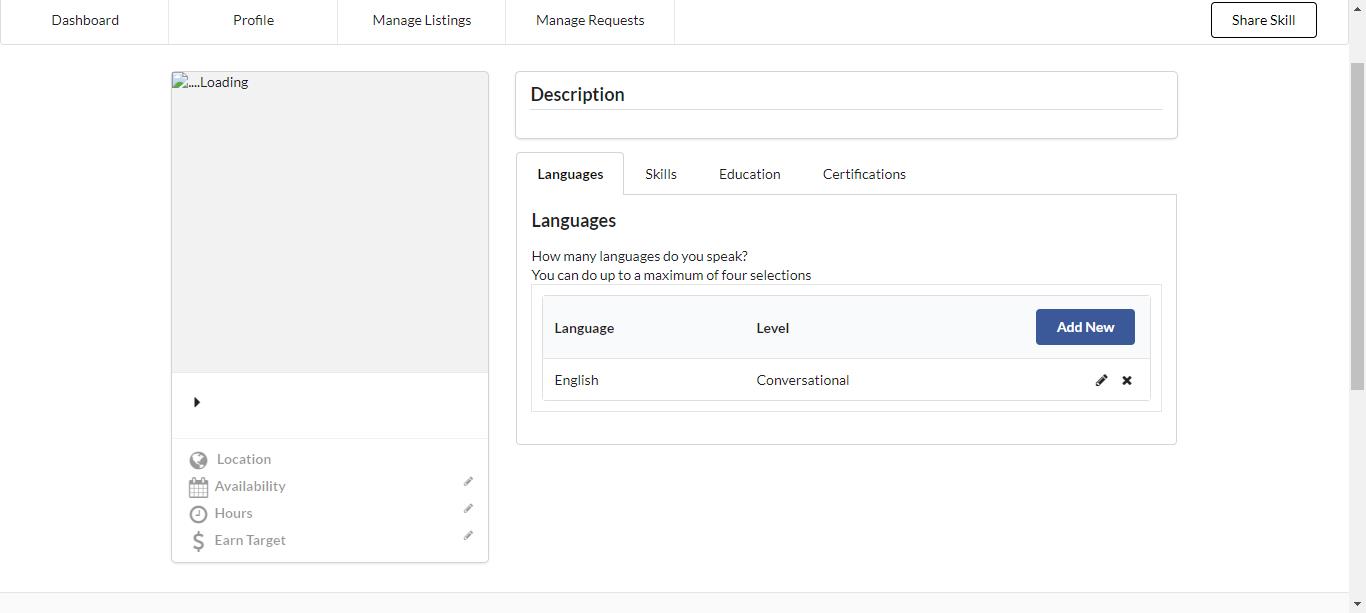 Dashboard Profile Manage Listings Manage Requests Share Skill
....Loading
Location
Availability
Hours
Earn Target
Description
Languages Skills Education Certifications
Languages
How many languages do you speak?
You can do up to a maximum of four selections
Language Level Add New
English Conversational